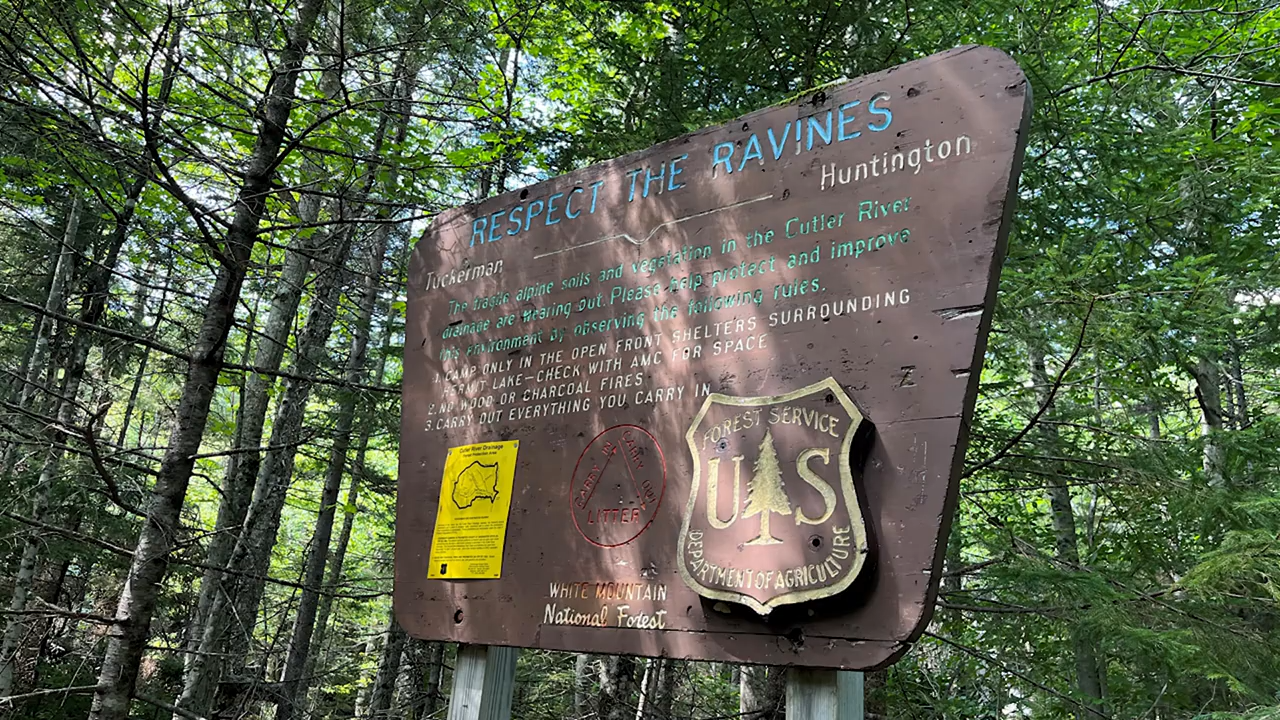 RESPECT THE RAVINES
Tuckerman
Huntington
The fragile alpine soils and vegetation in the Cutler River
drainage are wearing out. Please help protect and improve
this environment by observing the following rules.
1. CAMP ONLY IN THE OPEN FRONT SHELTERS SURROUNDING
HERMIT LAKE-CHECK WITH AMC FOR SPACE
2. NO WOOD OR CHARCOAL FIRES
3. CARRY OUT EVERYTHING YOU CARRY IN
Cutler River Drainage
CARRY IN
CARRY OUT
LITTER
FOREST SERVICE
US
DEPARTMENT OF AGRICULTURE
WHITE MOUNTAIN
National Forest